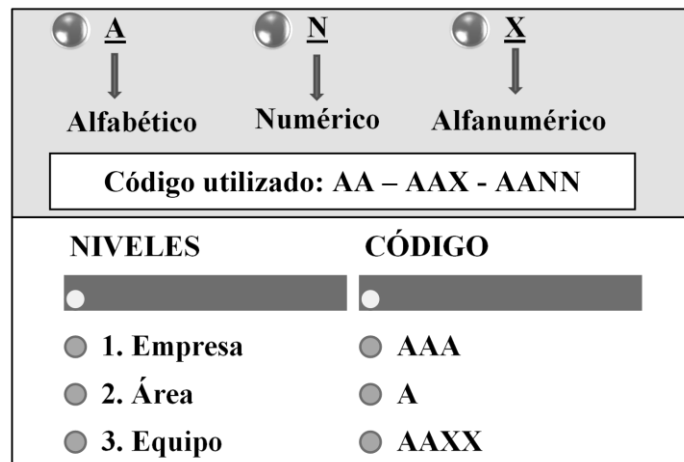 A N X
Alfabético Numérico Alfanumérico
Código utilizado: AA – AAX - AANN
NIVELES CÓDIGO
1. Empresa AAA
2. Área A
3. Equipo AAXX